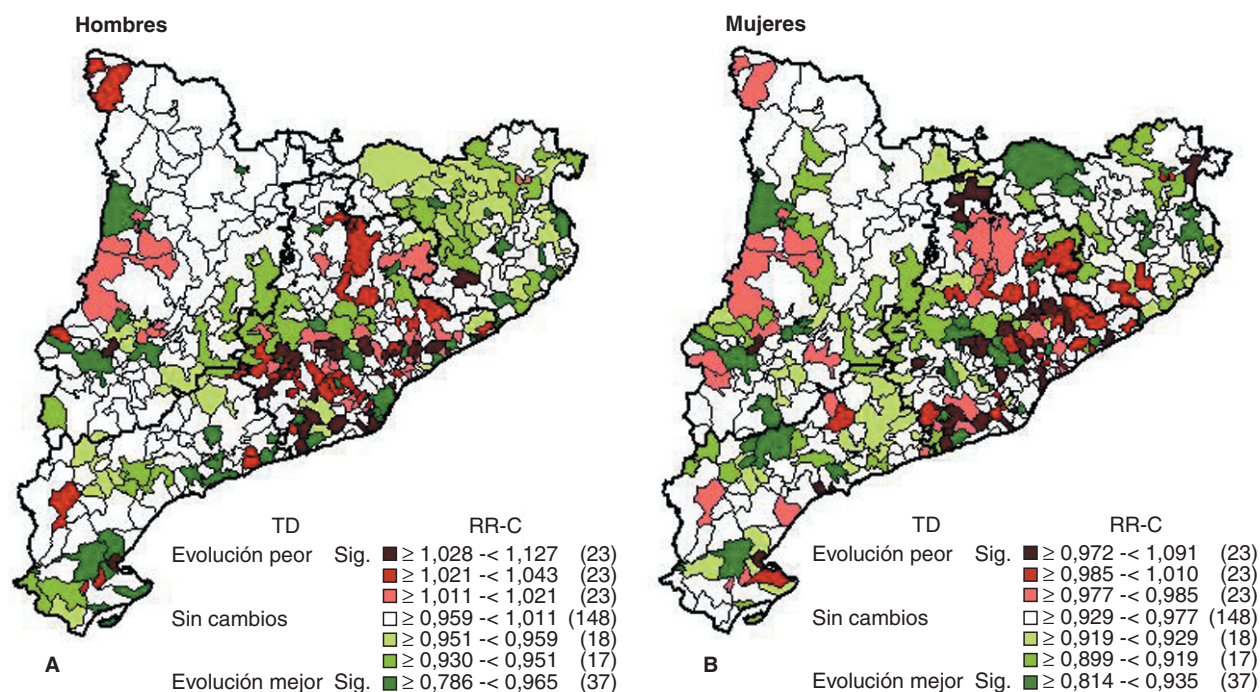 Hombres
TD RR-C
Evolución peor Sig. ≥ 1,028 -< 1,127 (23)
≥ 1,021 -< 1,043 (23)
≥ 1,011 -< 1,021 (23)
Sin cambios ≥ 0,959 -< 1,011 (148)
≥ 0,951 -< 0,959 (18)
≥ 0,930 -< 0,951 (17)
Evolución mejor Sig. ≥ 0,786 -< 0,965 (37)
A
Mujeres
TD RR-C
Evolución peor Sig. ≥ 0,972 -< 1,091 (23)
≥ 0,985 -< 1,010 (23)
≥ 0,977 -< 0,985 (23)
Sin cambios ≥ 0,929 -< 0,977 (148)
≥ 0,919 -< 0,929 (18)
≥ 0,899 -< 0,919 (17)
Evolución mejor Sig. ≥ 0,814 -< 0,935 (37)
B